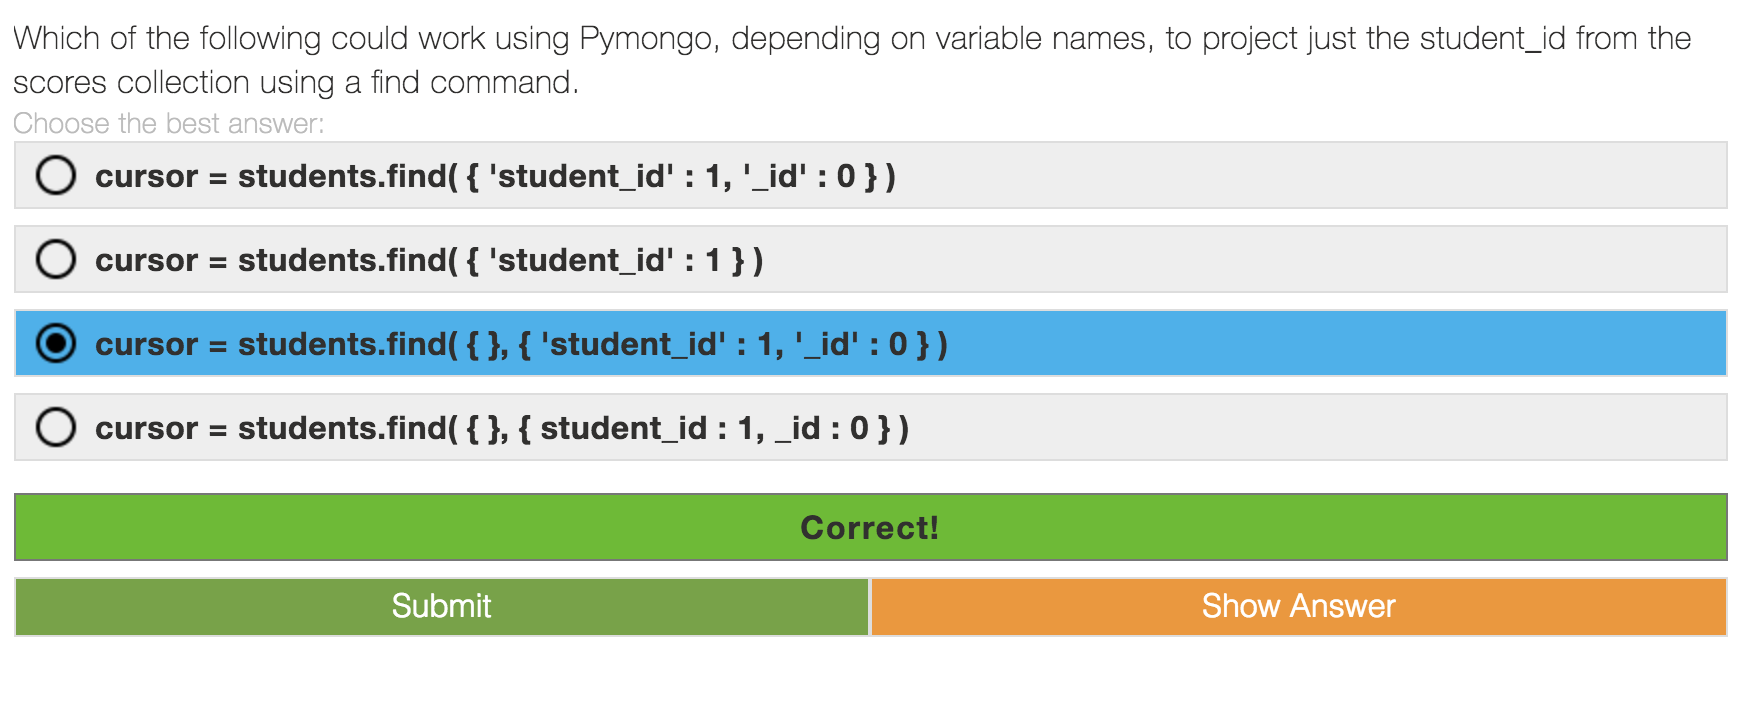 Which of the following could work using Pymongo, depending on variable names, to project just the student_id from the
scores collection using a find command.
Choose the best answer:
cursor = students.find( { 'student_id' : 1, '_id' : 0 } )
cursor = students.find( { 'student_id' : 1 } )
cursor = students.find( { }, { 'student_id' : 1, '_id' : 0 } )
cursor = students.find( { }, { student_id : 1, _id : 0 } )
Correct!
Submit
Show Answer